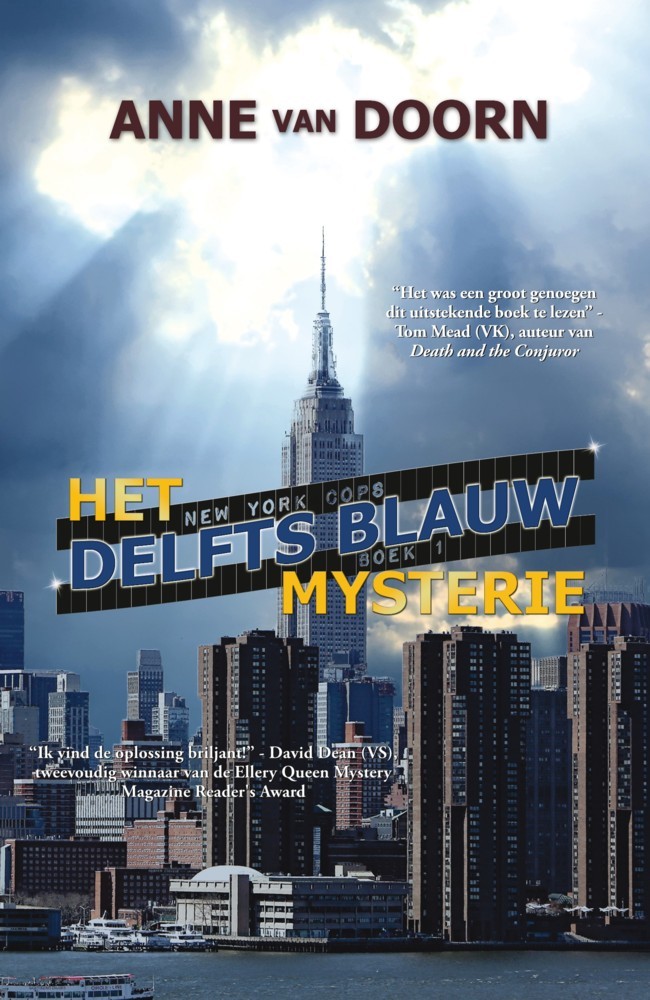 ANNE VAN DOORN
“Het was een groot genoegen
dit uitstekende boek te lezen” -
Tom Mead (VK), auteur van
Death and the Conjuror
HET
NEW YORK COPS
DELFTS BLAUW
BOEK 1
MYSTERIE
“Ik vind de oplossing briljant!” - David Dean (VS),
tweevoudig winnaar van de Ellery Queen Mystery
Magazine Reader's Award